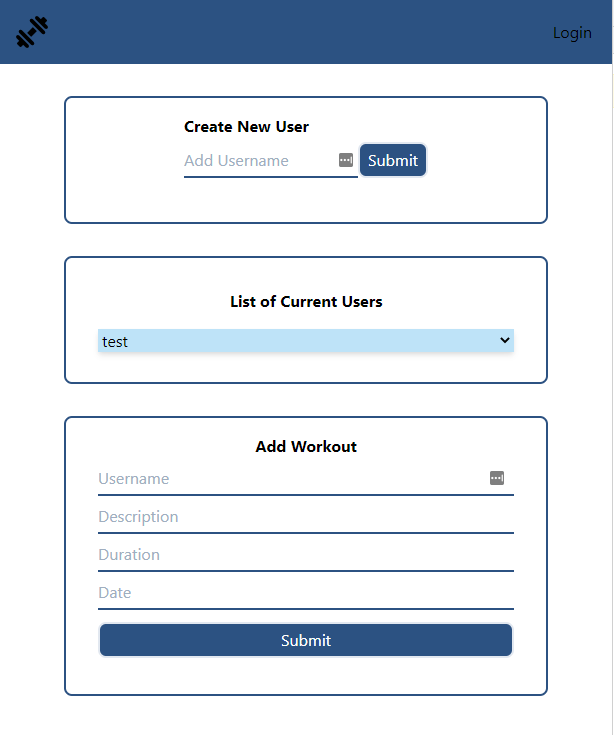 Login
Create New User
Add Username
Submit
List of Current Users
test
Add Workout
Username
Description
Duration
Date
Submit